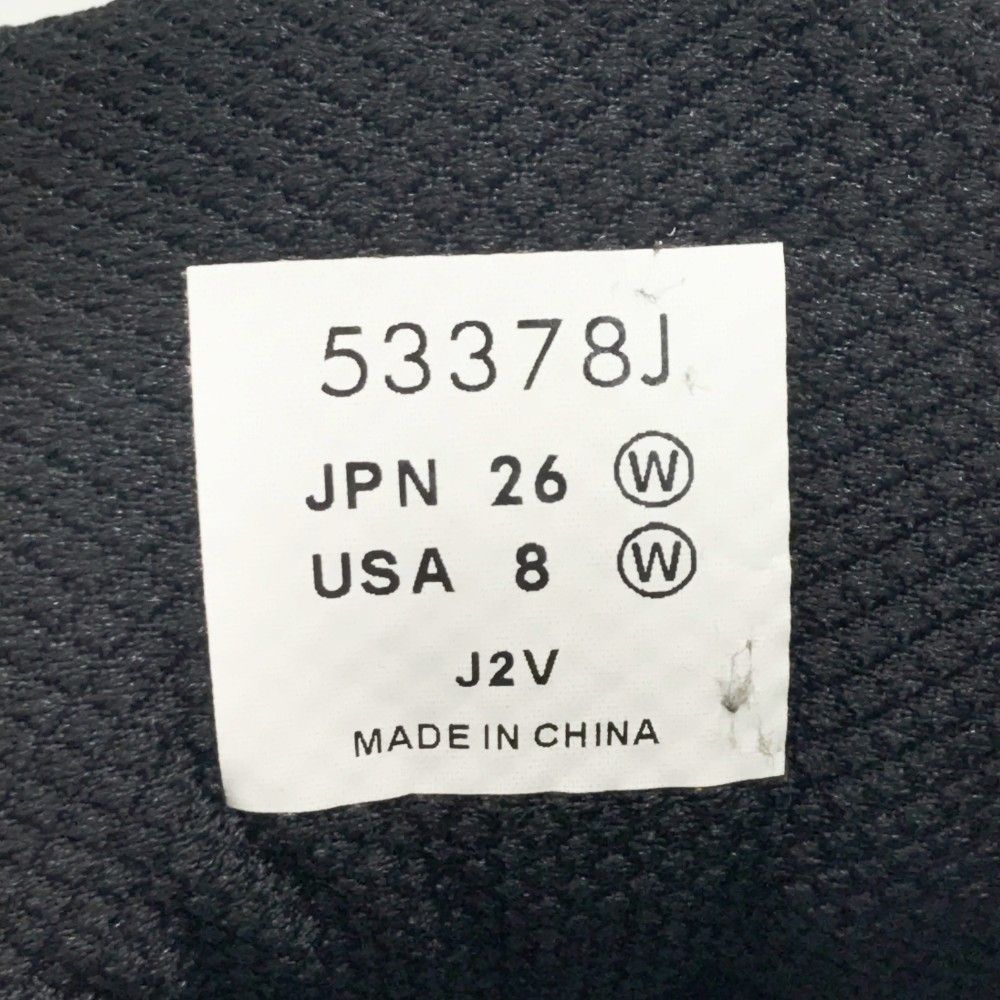 53378J
JPN 26 Ⓦ
USA 8 Ⓦ
J2V
MADE IN CHINA